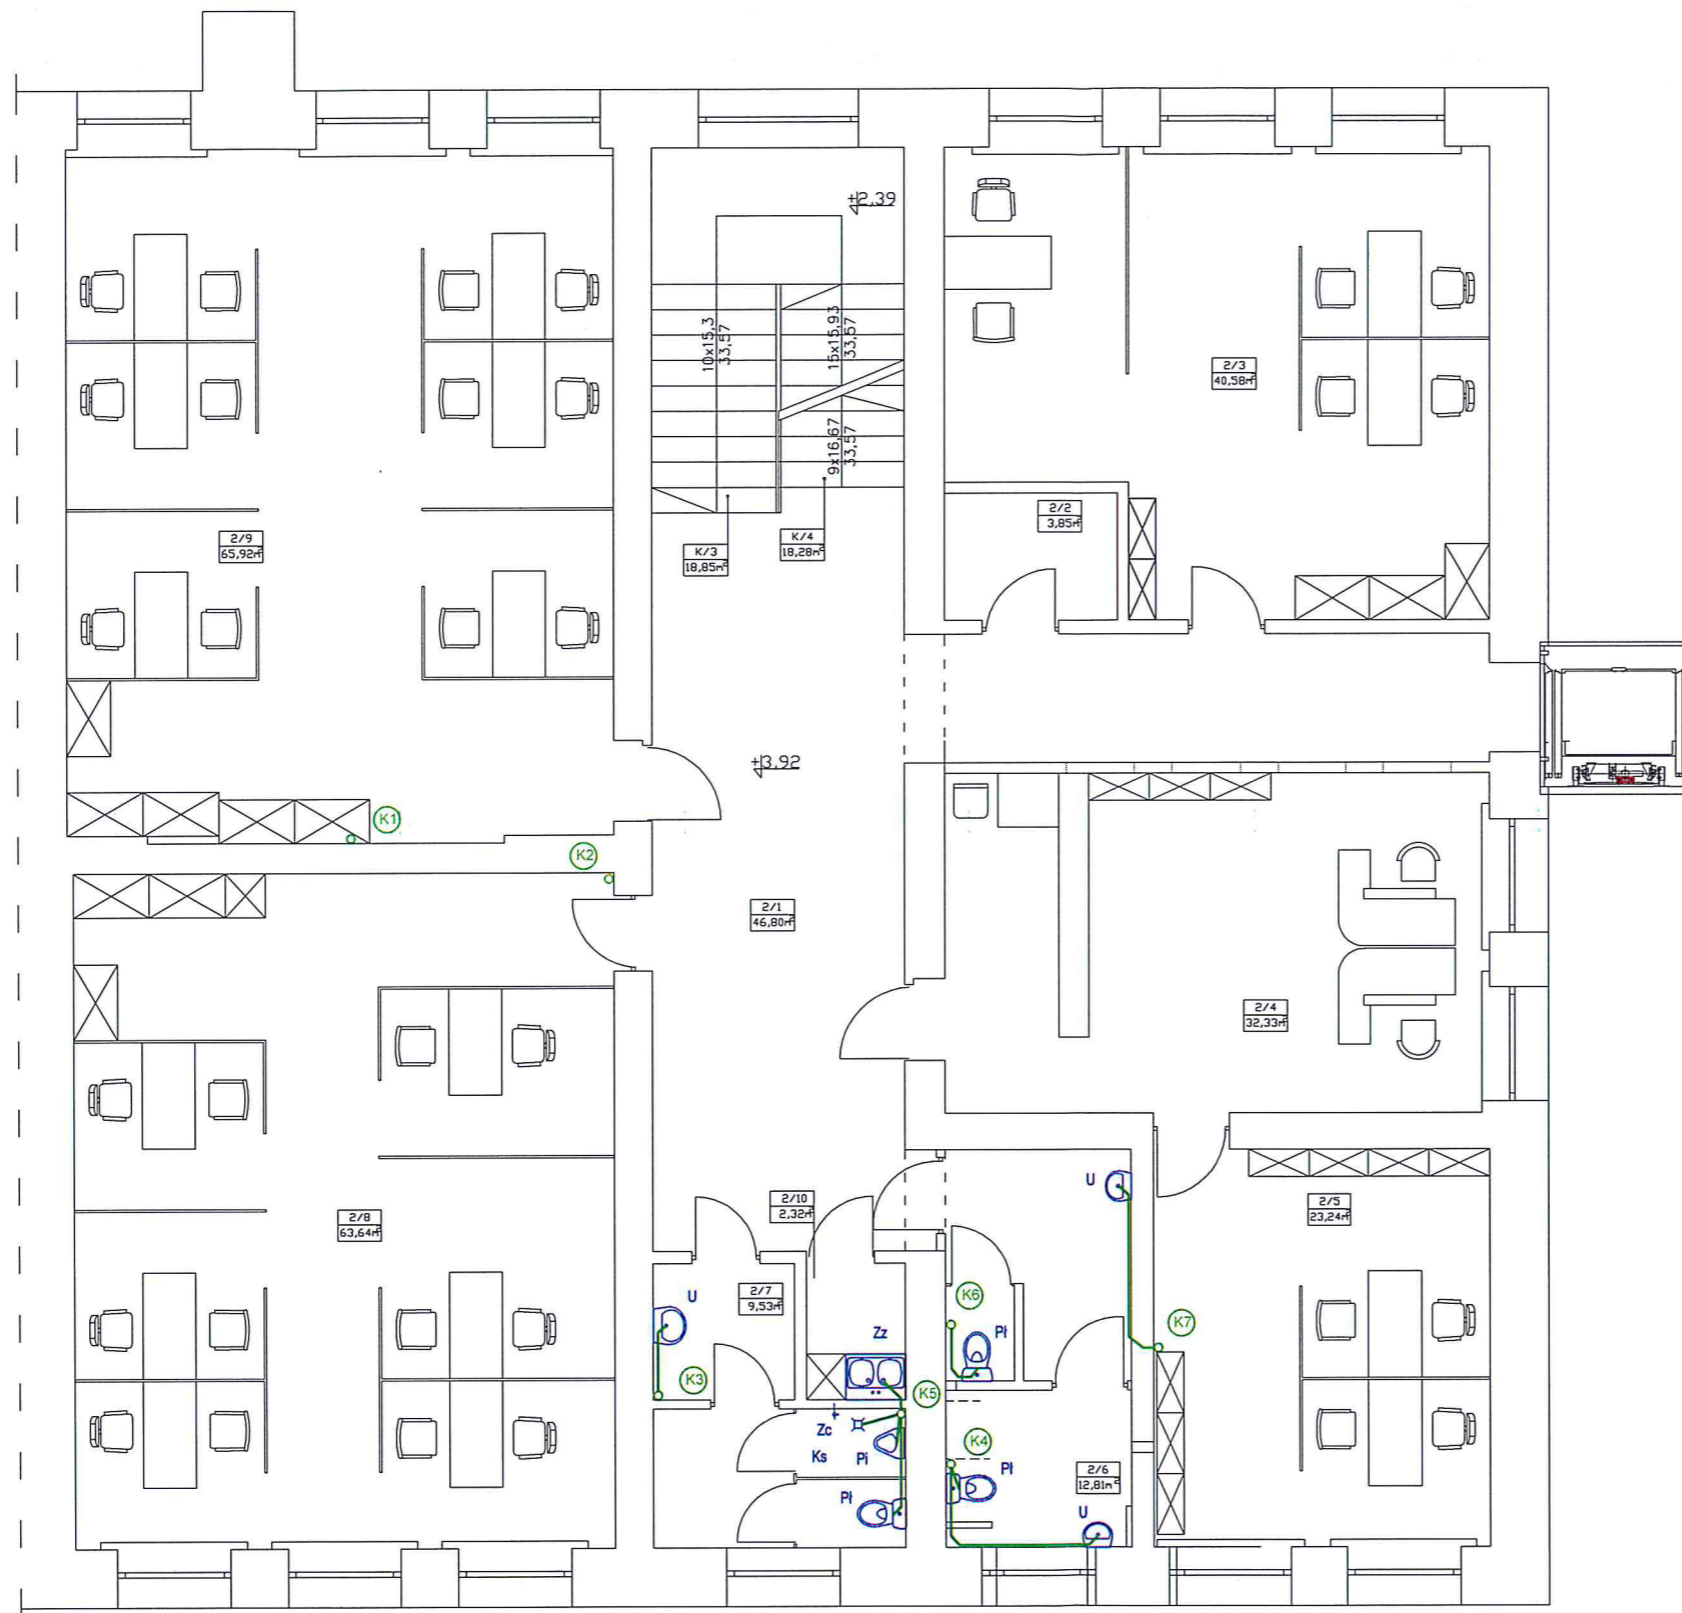 +2,39
10x15,3
33,57
15x15,93
33,57
9x16,67
33,57
2/3
40,58m²
2/2
3,85m²
2/9
65,92m²
K/3
18,85m²
K/4
18,28m²
+3.92
K1
K2
2/1
46,80m²
2/4
32,33m²
2/10
2,32m²
2/8
63,64m²
2/5
23,24m²
U
2/7
9,53m²
U
K6
Pł
K7
Zz
K3
K5
Zc
Ks
Pi
K4
Pł
2/6
12,81m²
Pł
U